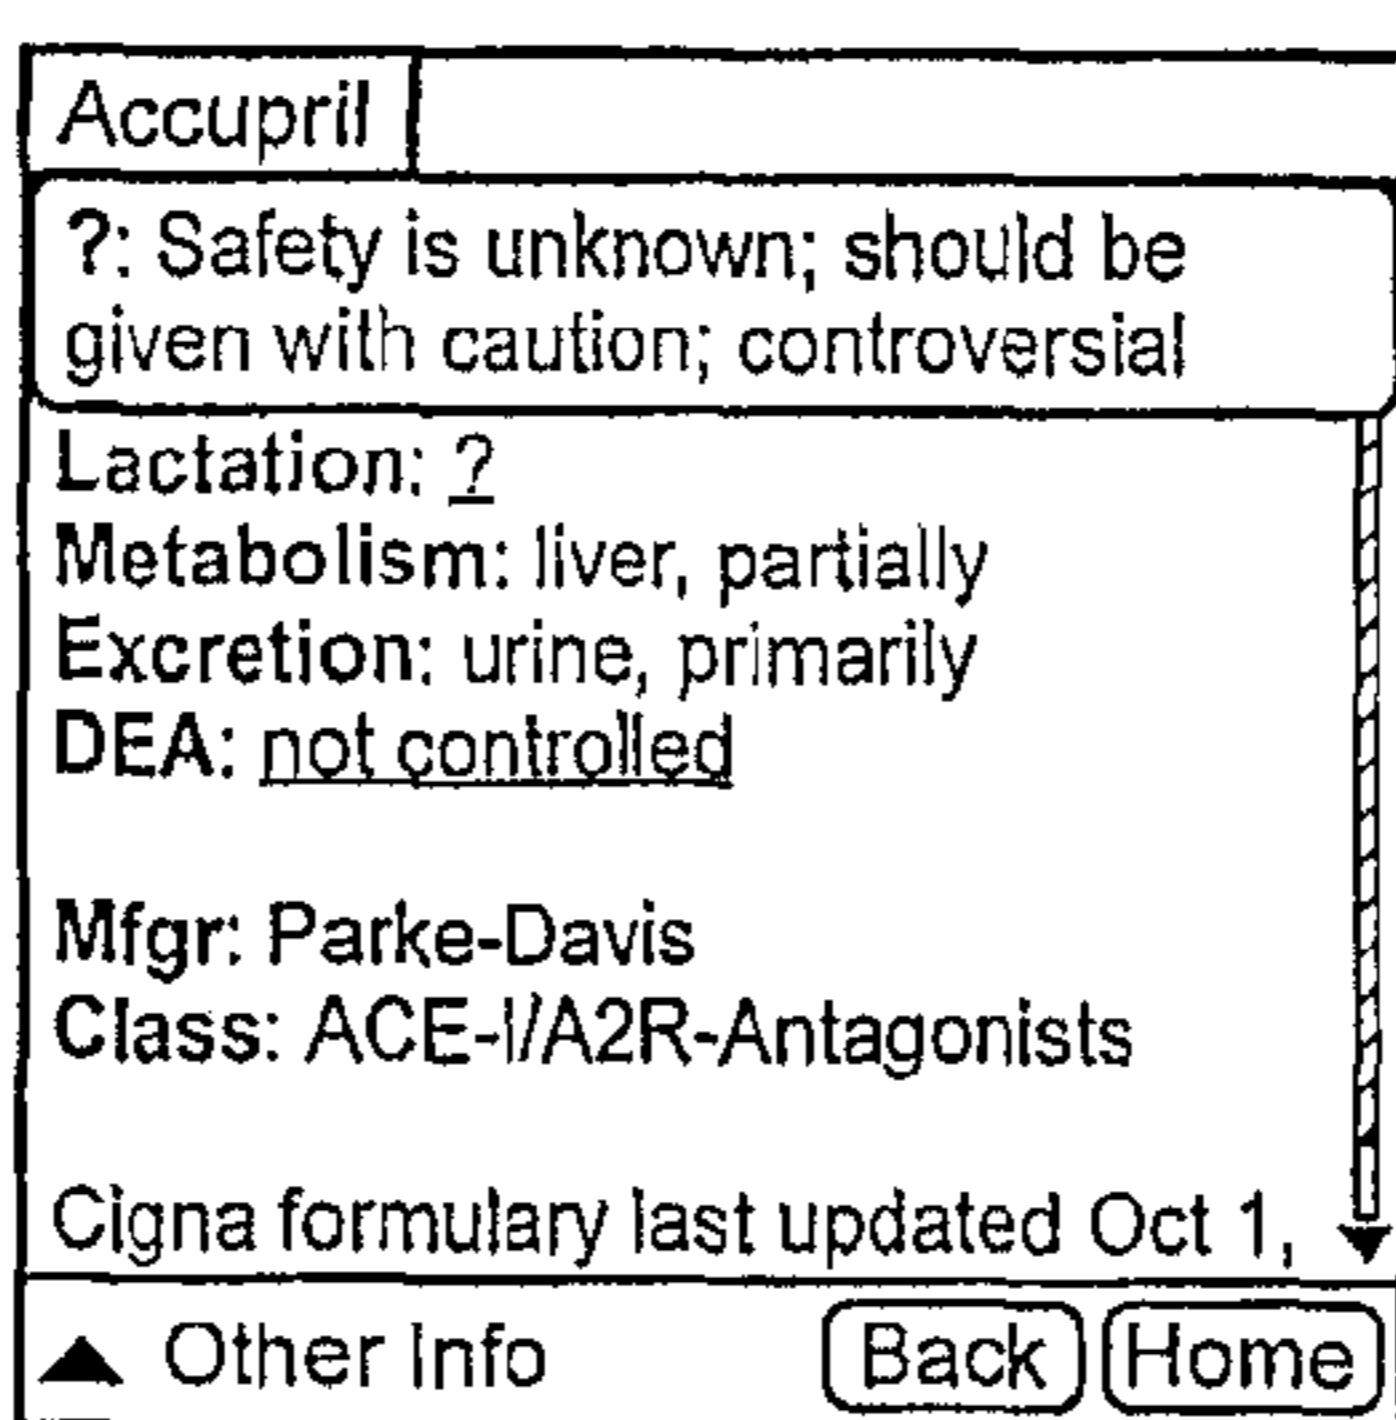 Accupril
?: Safety is unknown; should be
given with caution; controversial
Lactation: ?
Metabolism: liver, partially
Excretion: urine, primarily
DEA: not controlled
Mfgr: Parke-Davis
Class: ACE-I/A2R-Antagonists
Cigna formulary last updated Oct 1,
Other Info
Back
Home